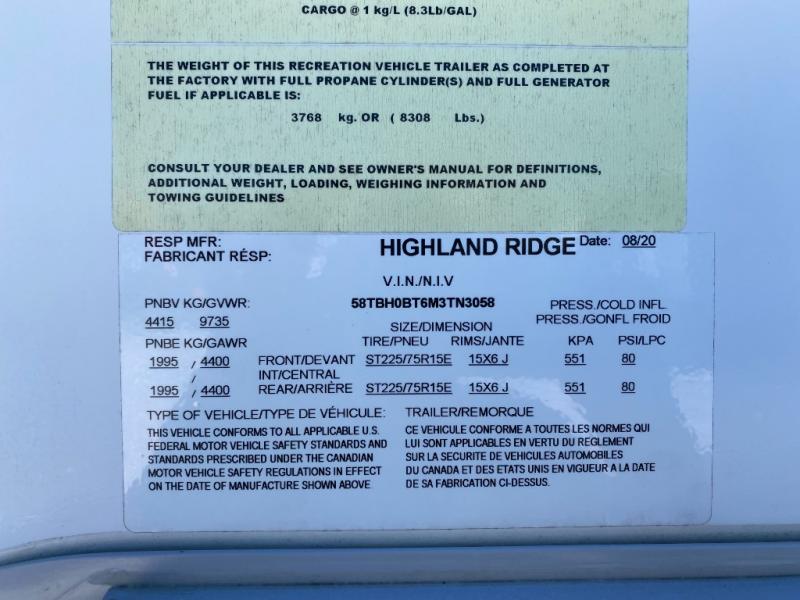 CARGO @ 1 kg/L (8.3Lb/GAL)
THE WEIGHT OF THIS RECREATION VEHICLE TRAILER AS COMPLETED AT
THE FACTORY WITH FULL PROPANE CYLINDER(S) AND FULL GENERATOR
FUEL IF APPLICABLE IS:
3768 kg. OR ( 8308 Lbs.)
CONSULT YOUR DEALER AND SEE OWNER'S MANUAL FOR DEFINITIONS,
ADDITIONAL WEIGHT, LOADING, WEIGHING INFORMATION AND
TOWING GUIDELINES
RESP MFR: HIGHLAND RIDGE Date: 08/20
FABRICANT RÉSP:
V.I.N./N.I.V
PNBV KG/GVWR: 58TBH0BT6M3TN3058 PRESS./COLD INFL
4415 9735 SIZE/DIMENSION PRESS./GONFL FROID
PNBE KG/GAWR TIRE/PNEU RIMS/JANTE KPA PSI/LPC
1995 / 4400 FRONT/DEVANT ST225/75R15E 15X6 J 551 80
/ INT/CENTRAL
1995 / 4400 REAR/ARRIÈRE ST225/75R15E 15X6 J 551 80
TYPE OF VEHICLE/TYPE DE VÉHICULE: TRAILER/REMORQUE
THIS VEHICLE CONFORMS TO ALL APPLICABLE U.S.
FEDERAL MOTOR VEHICLE SAFETY STANDARDS AND
STANDARDS PRESCRIBED UNDER THE CANADIAN
MOTOR VEHICLE SAFETY REGULATIONS IN EFFECT
ON THE DATE OF MANUFACTURE SHOWN ABOVE.
CE VEHICULE CONFORME A TOUTES LES NORMES QUI
LUI SONT APPLICABLES EN VERTU DU REGLEMENT
SUR LA SECURITE DE VEHICULES AUTOMOBILES
DU CANADA ET DES ETATS UNIS EN VIGUEUR A LA DATE
DE SA FABRICATION CI-DESSUS.